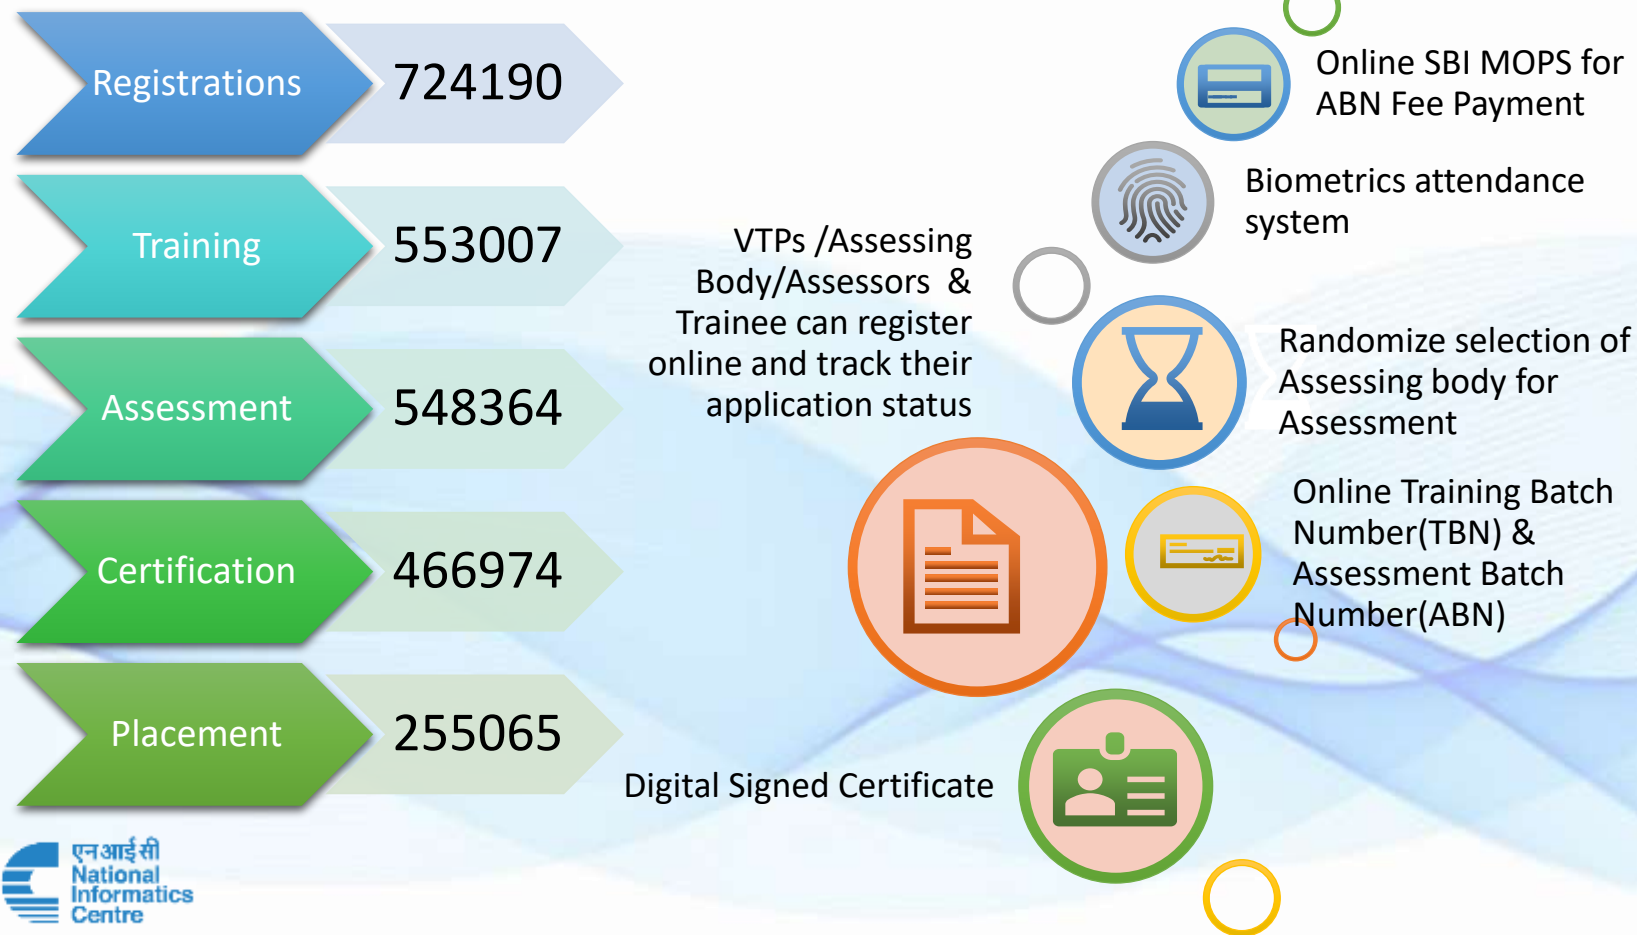 Registrations
724190
Training
553007
Assessment
548364
Certification
466974
Placement
255065
VTPs /Assessing
Body/Assessors &
Trainee can register
online and track their
application status
Online SBI MOPS for
ABN Fee Payment
Biometrics attendance
system
Randomize selection of
Assessing body for
Assessment
Online Training Batch
Number(TBN) &
Assessment Batch
Number(ABN)
Digital Signed Certificate
एन आई सी
National
Informatics
Centre